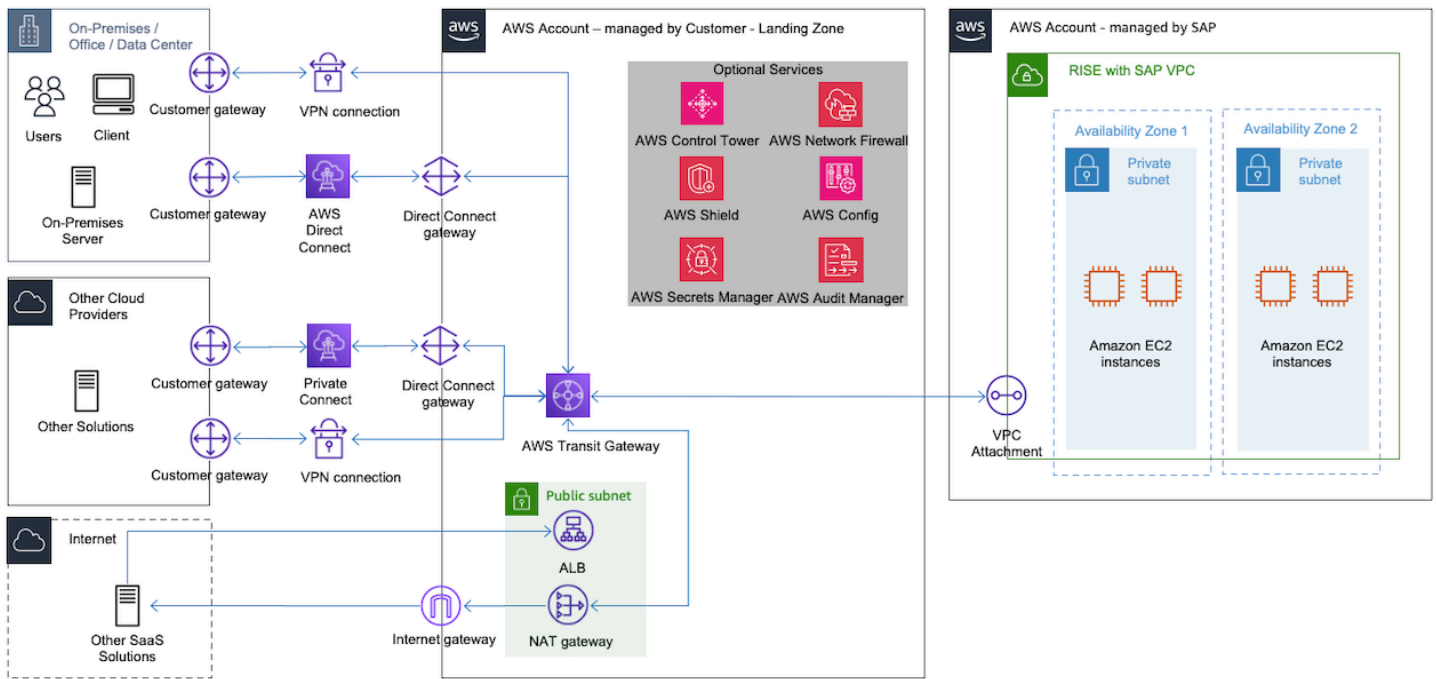 On-Premises /
Office / Data Center
Users
Client
On-Premises
Server
Customer gateway
VPN connection
Customer gateway
AWS
Direct
Connect
Direct Connect
gateway
Other Cloud
Providers
Other Solutions
Customer gateway
Private
Connect
Direct Connect
gateway
Customer gateway
VPN connection
Internet
Other SaaS
Solutions
Internet gateway
aws
AWS Account – managed by Customer - Landing Zone
Optional Services
AWS Control Tower
AWS Network Firewall
AWS Shield
AWS Config
AWS Secrets Manager
AWS Audit Manager
AWS Transit Gateway
Public subnet
ALB
NAT gateway
aws
AWS Account - managed by SAP
RISE with SAP VPC
Availability Zone 1
Private
subnet
Amazon EC2
instances
Availability Zone 2
Private
subnet
Amazon EC2
instances
VPC
Attachment